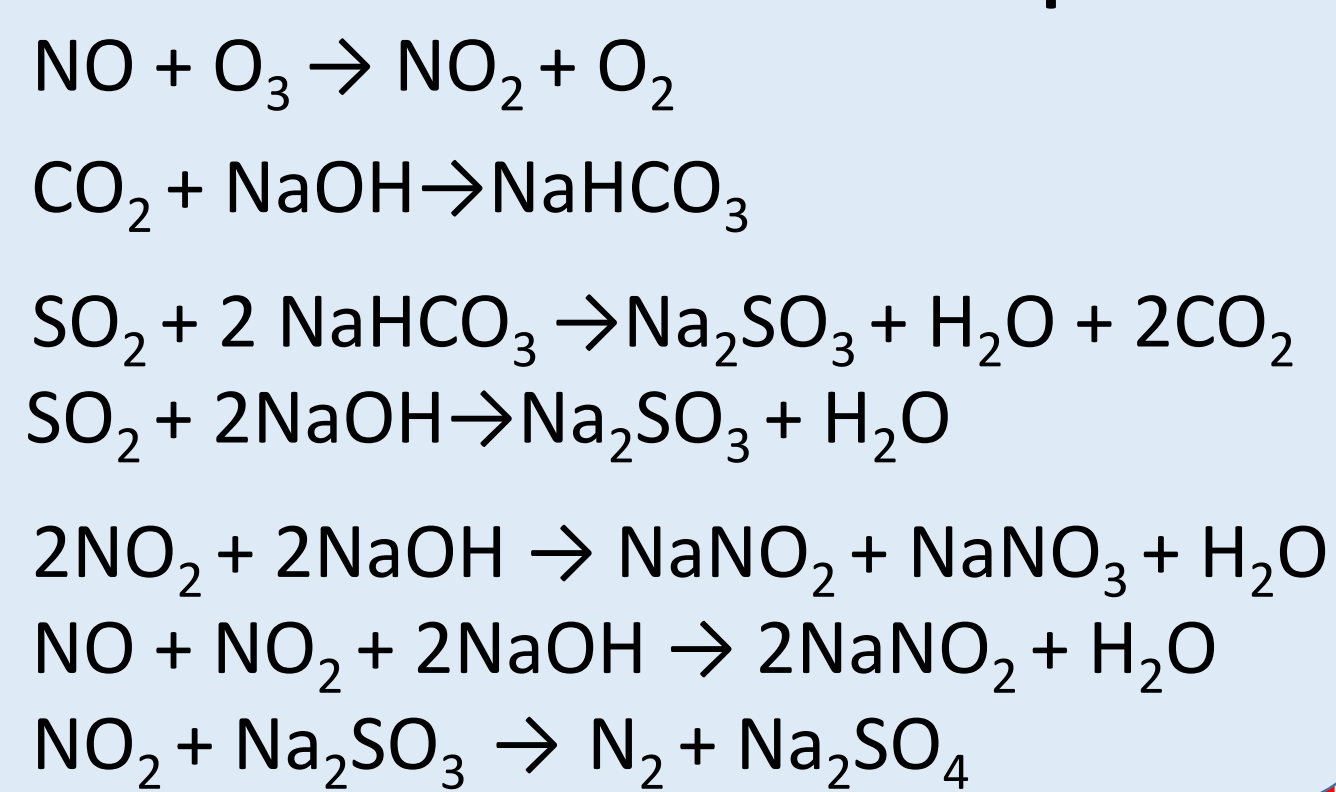 NO + O₃ → NO₂ + O₂
CO₂ + NaOH→NaHCO₃
SO₂ + 2 NaHCO₃ →Na₂SO₃ + H₂O + 2CO₂
SO₂ + 2NaOH→Na₂SO₃ + H₂O
2NO₂ + 2NaOH → NaNO₂ + NaNO₃ + H₂O
NO + NO₂ + 2NaOH → 2NaNO₂ + H₂O
NO₂ + Na₂SO₃ → N₂ + Na₂SO₄